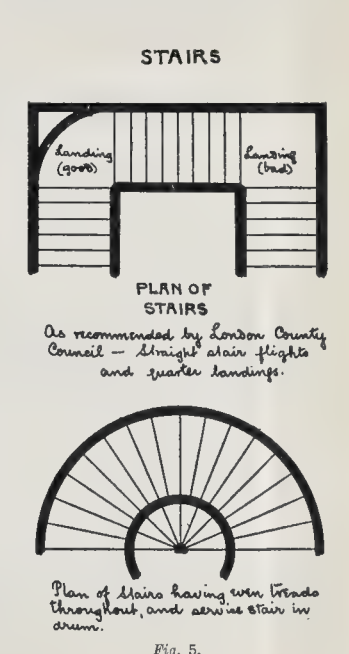 STAIRS
Landing
(good)
Landing
(bad)
PLAN OF
STAIRS
As recommended by London County
Council — Straight stair flights
and quarter landings.
Plan of Stairs having even treads
throughout, and service stair in
drum.
Fig. 5.